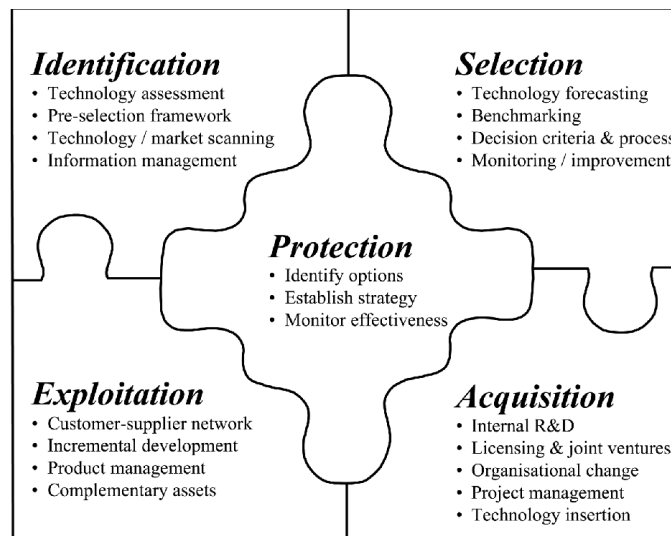 Identification
• Technology assessment
• Pre-selection framework
• Technology / market scanning
• Information management
Selection
• Technology forecasting
• Benchmarking
• Decision criteria & process
• Monitoring / improvement
Protection
• Identify options
• Establish strategy
• Monitor effectiveness
Exploitation
• Customer-supplier network
• Incremental development
• Product management
• Complementary assets
Acquisition
• Internal R&D
• Licensing & joint ventures
• Organisational change
• Project management
• Technology insertion